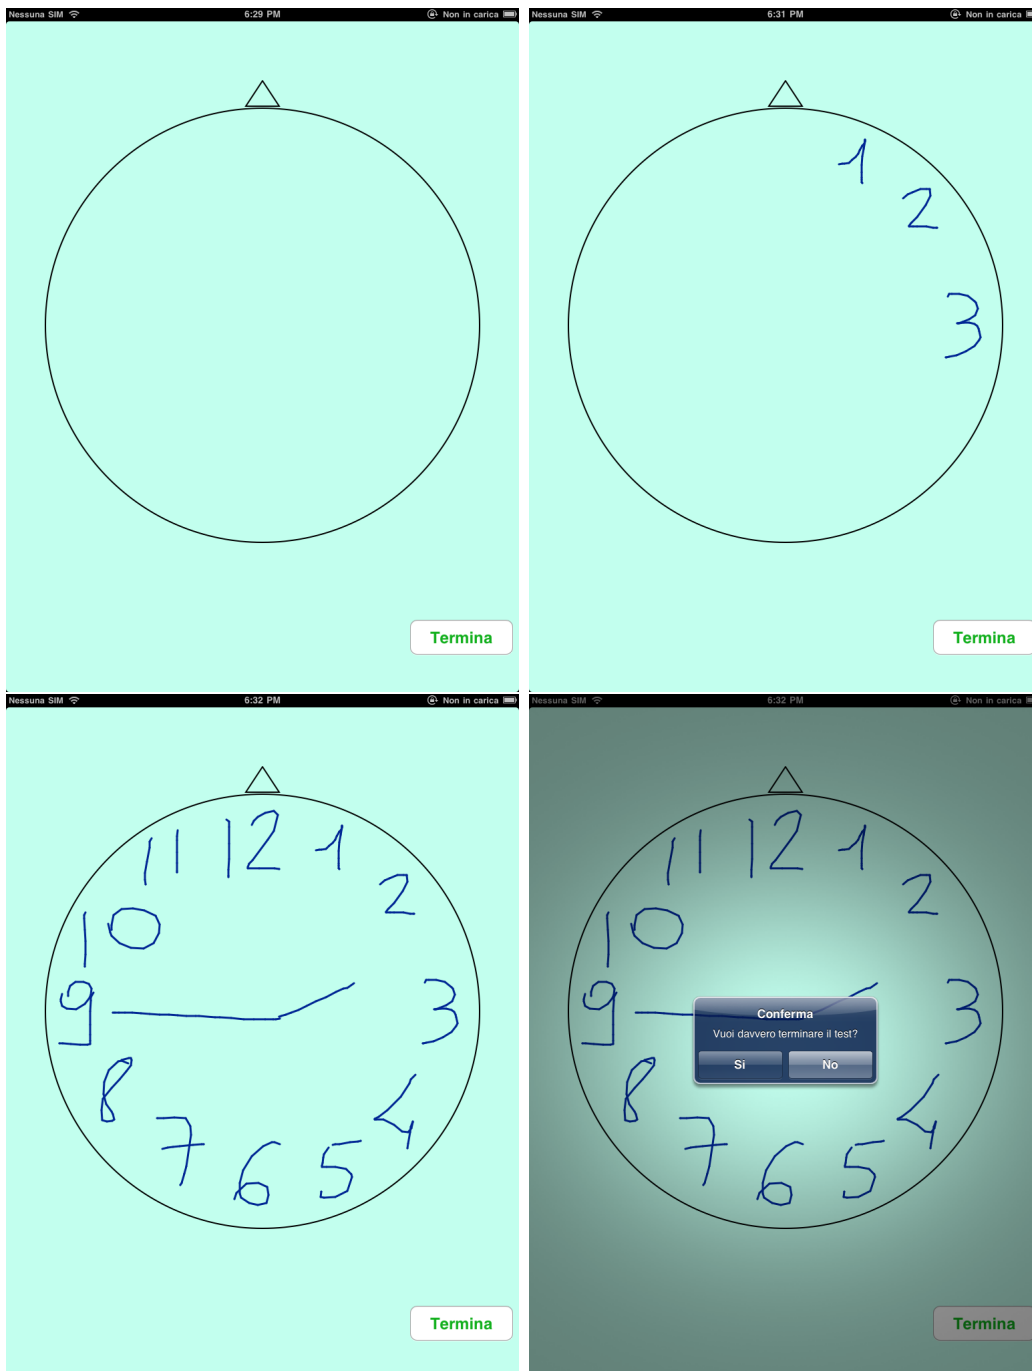 Nessuna SIM 6:29 PM Non in carica
Termina
Nessuna SIM 6:31 PM Non in carica
1
2
3
Termina
Nessuna SIM 6:32 PM Non in carica
11 12 1
10 2
9 3
8 4
7 6 5
Termina
Nessuna SIM 6:32 PM Non in carica
11 12 1
10 2
9 3
Conferma
Vuoi davvero terminare il test?
Si No
8 4
7 6 5
Termina